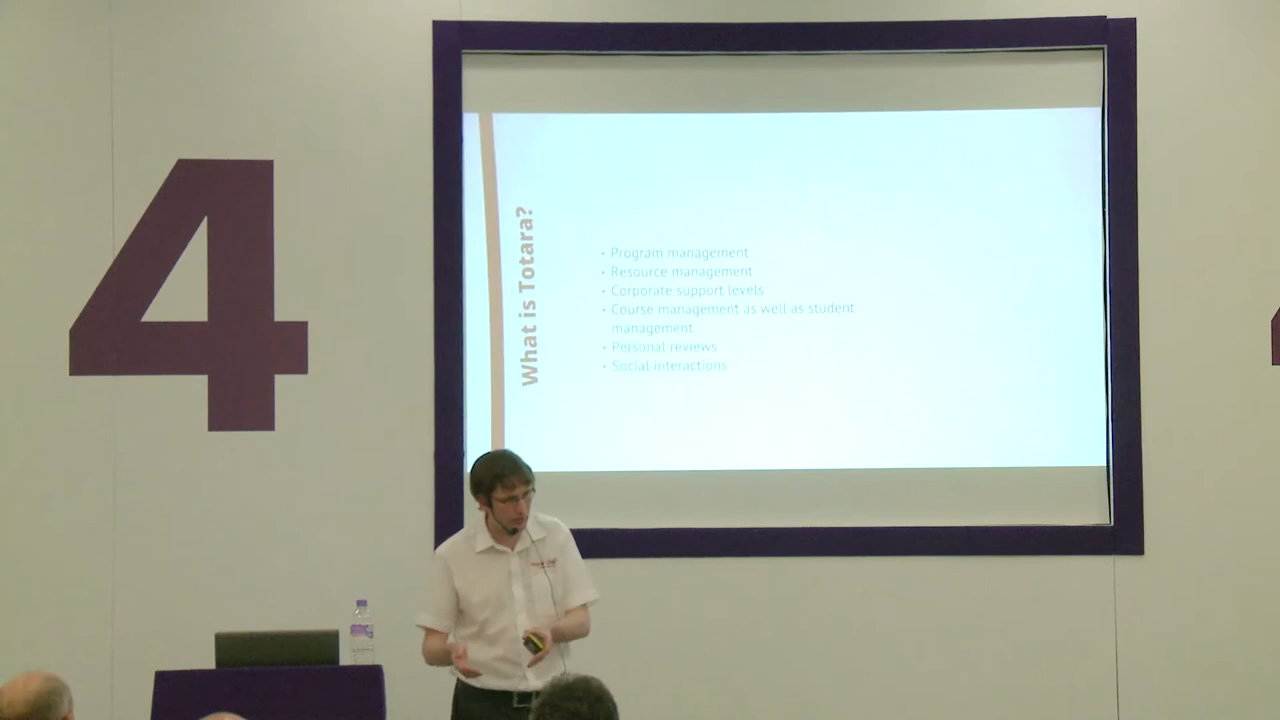 4
What is Totara?
• Program management
• Resource management
• Corporate support levels
• Course management as well as student
management
• Personal reviews
• Social interactions